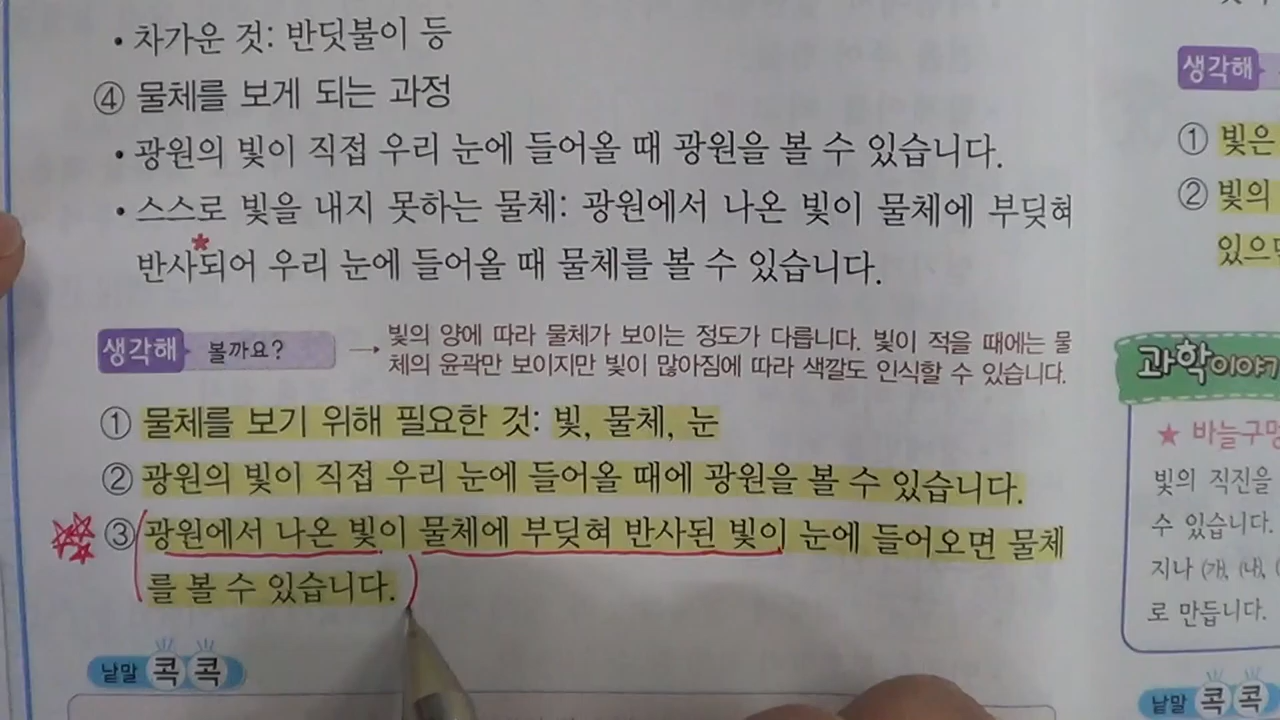 • 차가운 것: 반딧불이 등
④ 물체를 보게 되는 과정
• 광원의 빛이 직접 우리 눈에 들어올 때 광원을 볼 수 있습니다.
• 스스로 빛을 내지 못하는 물체: 광원에서 나온 빛이 물체에 부딪혀
반사되어 우리 눈에 들어올 때 물체를 볼 수 있습니다.
생각해 볼까요?
→ 빛의 양에 따라 물체가 보이는 정도가 다릅니다. 빛이 적을 때에는 물
체의 윤곽만 보이지만 빛이 많아짐에 따라 색깔도 인식할 수 있습니다.
① 물체를 보기 위해 필요한 것: 빛, 물체, 눈
② 광원의 빛이 직접 우리 눈에 들어올 때에 광원을 볼 수 있습니다.
③ 광원에서 나온 빛이 물체에 부딪혀 반사된 빛이 눈에 들어오면 물체
를 볼 수 있습니다.
낱말 콕콕
생각해
① 빛은
② 빛의
과학이야기
★ 바늘구멍
빛의 직진을
수 있습니다.
지나 (개), (내),
로 만듭니다.
낱말 콕콕